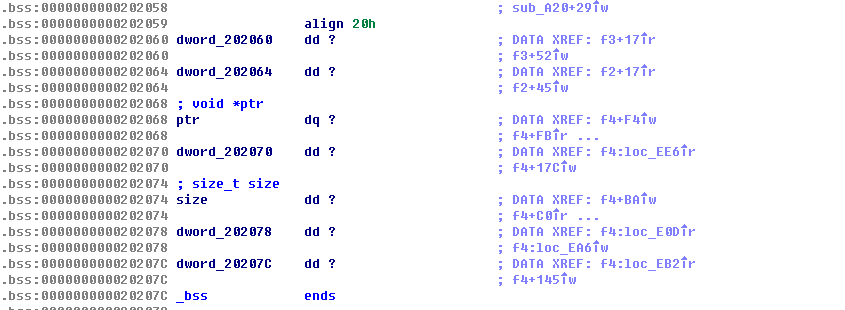 .bss:0000000000202058 ; sub_A20+29↑w
.bss:0000000000202059 align 20h
.bss:0000000000202060 dword_202060 dd ? ; DATA XREF: f3+17↑r
.bss:0000000000202060 ; f3+52↑w
.bss:0000000000202064 dword_202064 dd ? ; DATA XREF: f2+17↑r
.bss:0000000000202064 ; f2+45↑w
.bss:0000000000202068 ; void *ptr
.bss:0000000000202068 ptr dq ? ; DATA XREF: f4+F4↑w
.bss:0000000000202068 ; f4+FB↑r ...
.bss:0000000000202070 dword_202070 dd ? ; DATA XREF: f4:loc_EE6↑r
.bss:0000000000202070 ; f4+17C↑w
.bss:0000000000202074 ; size_t size
.bss:0000000000202074 size dd ? ; DATA XREF: f4+BA↑w
.bss:0000000000202074 ; f4+C0↑r ...
.bss:0000000000202078 dword_202078 dd ? ; DATA XREF: f4:loc_E0D↑r
.bss:0000000000202078 ; f4:loc_EA6↑w
.bss:000000000020207C dword_20207C dd ? ; DATA XREF: f4:loc_EB2↑r
.bss:000000000020207C ; f4+145↑w
.bss:000000000020207C _bss ends